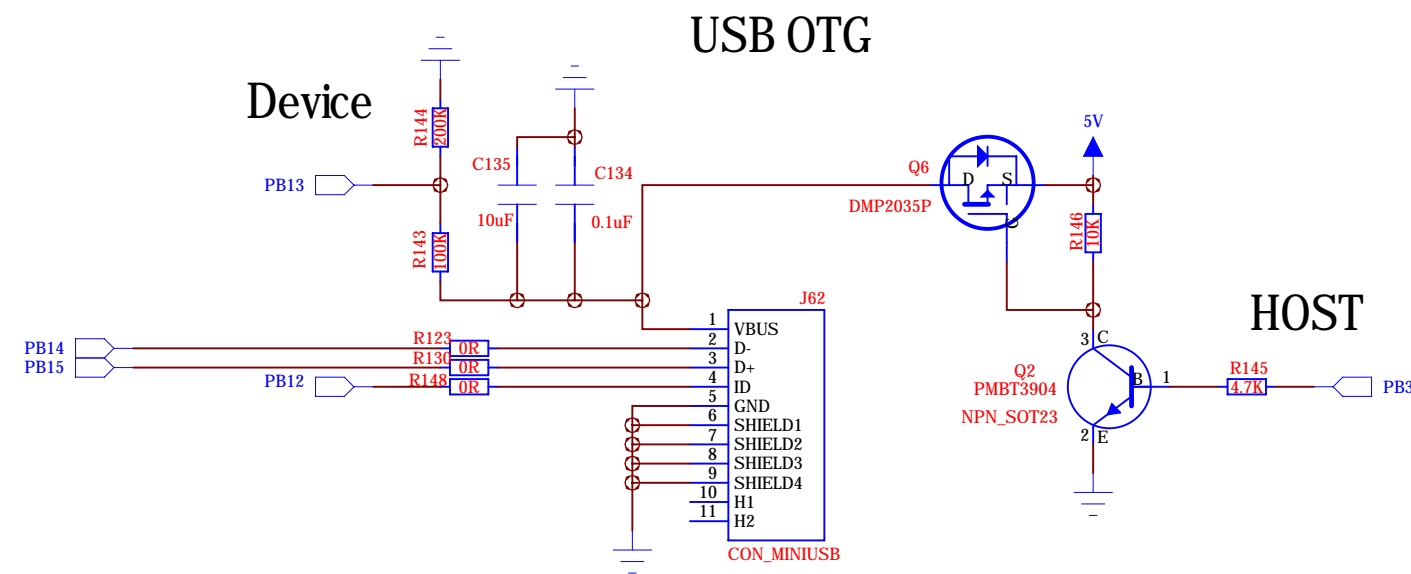 USB OTG
Device
5V
R144
200K
C135
C134
Q6
D
S
G
PB13
DMP2035P
10uF
0.1uF
R146
10K
R143
100K
J62
HOST
1
VBUS
R123
0R
2
D-
PB14
R130
0R
3
D+
PB15
R148
0R
4
ID
PB12
5
GND
6
SHIELD1
7
SHIELD2
8
SHIELD3
9
SHIELD4
10
H1
11
H2
CON_MINIUSB
3
C
Q2
PMBT3904
NPN_SOT23
B
1
R145
4.7K
PB3
2
E